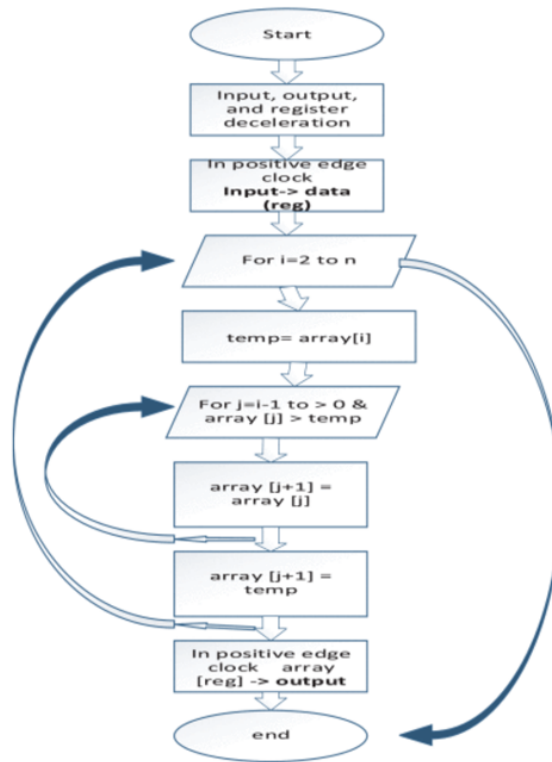 Start
Input, output,
and register
deceleration
In positive edge
clock
Input-> data
(reg)
For i=2 to n
temp= array[i]
For j=i-1 to > 0 &
array [j] > temp
array [j+1] =
array [j]
array [j+1] =
temp
In positive edge
clock array
[reg] -> output
end